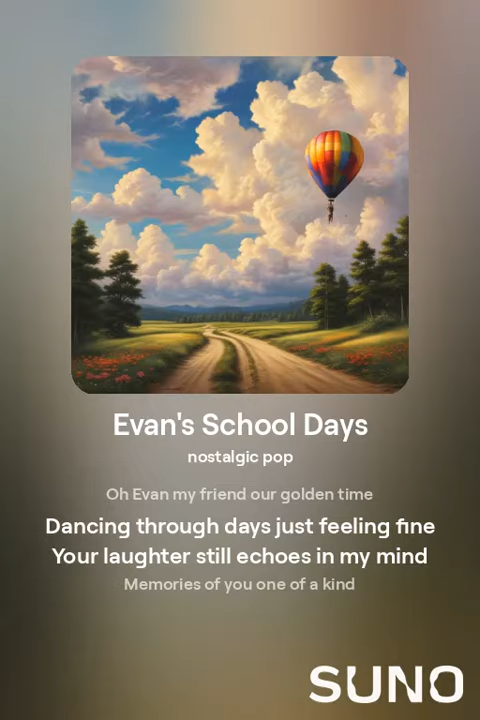 Evan's School Days
nostalgic pop
Oh Evan my friend our golden time
Dancing through days just feeling fine
Your laughter still echoes in my mind
Memories of you one of a kind
SUNO